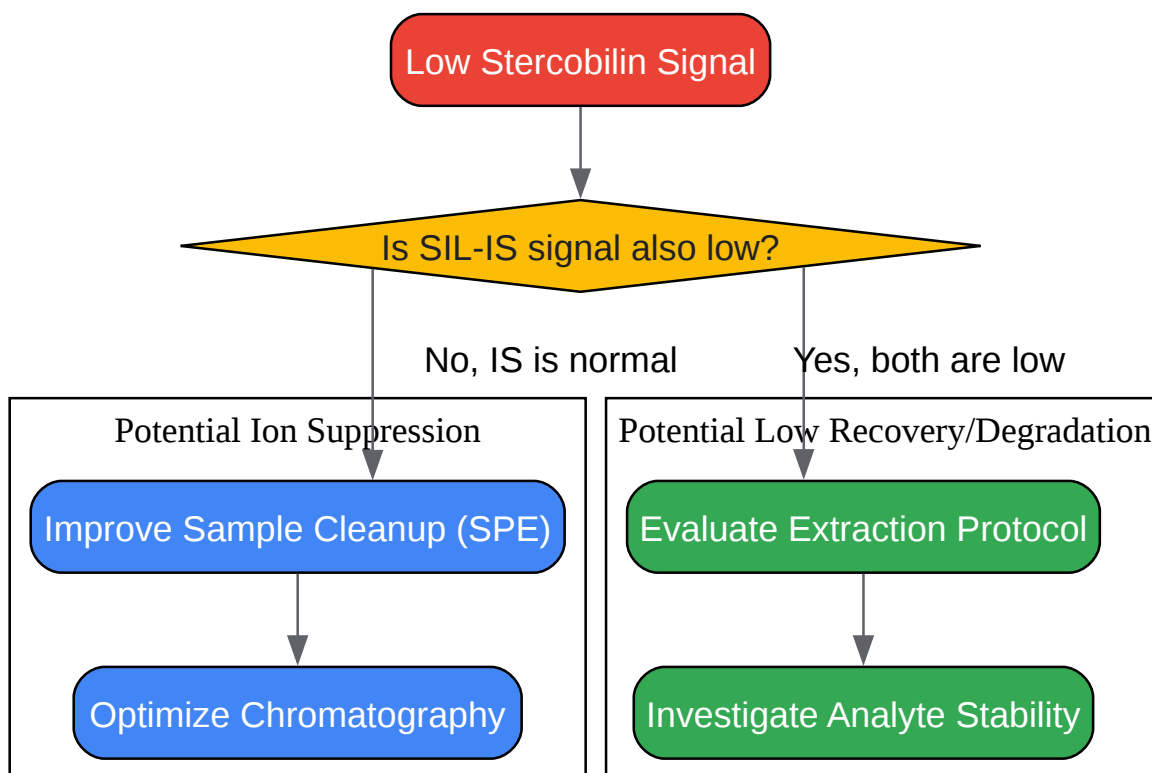 Low Stercobilin Signal
Is SIL-IS signal also low?
No, IS is normal
Yes, both are low
Potential Ion Suppression
Potential Low Recovery/Degradation
Improve Sample Cleanup (SPE)
Evaluate Extraction Protocol
Optimize Chromatography
Investigate Analyte Stability